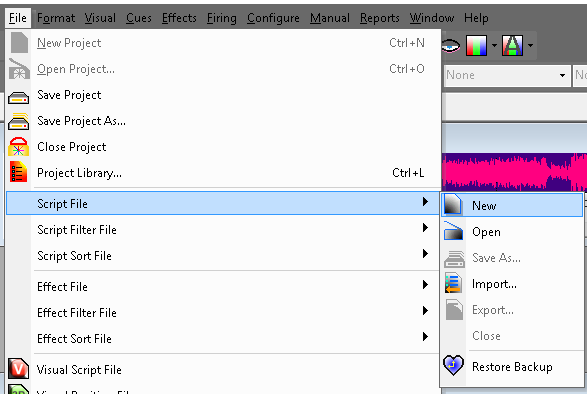 File Format Visual Cues Effects Firing Configure Manual Reports Window Help
New Project Ctrl+N
Open Project... Ctrl+O
Save Project
Save Project As...
Close Project
Project Library... Ctrl+L
Script File
Script Filter File
Script Sort File
Effect File
Effect Filter File
Effect Sort File
Visual Script File
None
New
Open
Save As...
Import...
Export...
Close
Restore Backup